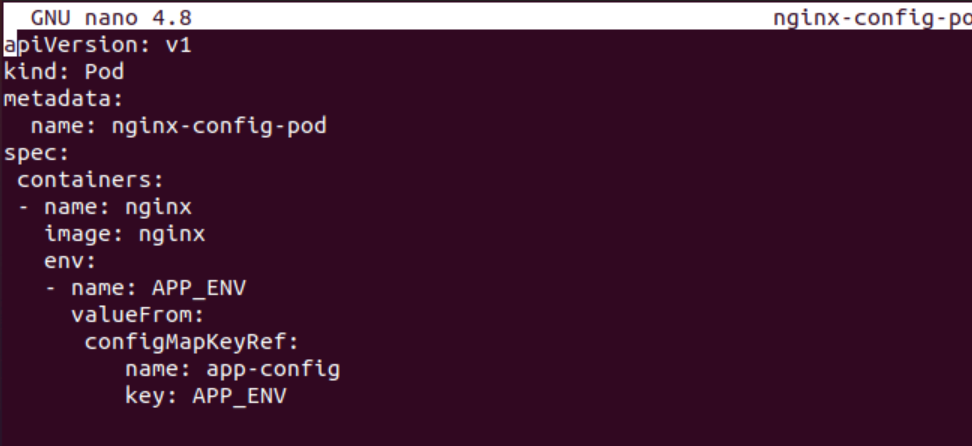 GNU nano 4.8 nginx-config-po
apiVersion: v1
kind: Pod
metadata:
  name: nginx-config-pod
spec:
 containers:
 - name: nginx
   image: nginx
   env:
   - name: APP_ENV
     valueFrom:
      configMapKeyRef:
         name: app-config
         key: APP_ENV